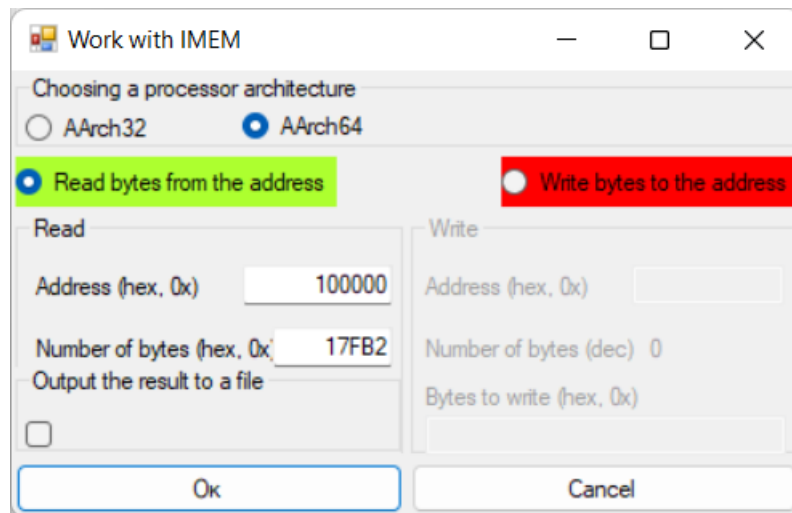 Work with IMEM
Choosing a processor architecture
AArch32 AArch64
Read bytes from the address Write bytes to the address
Read Write
Address (hex, 0x) 100000 Address (hex, 0x)
Number of bytes (hex, 0x) 17FB2 Number of bytes (dec) 0
Output the result to a file
Bytes to write (hex, 0x)
Ок Cancel